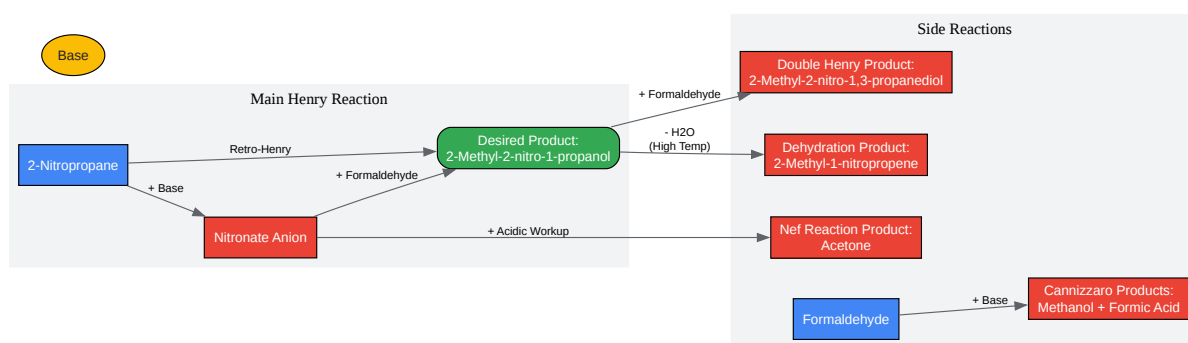 Side Reactions
Base
Double Henry Product:
2-Methyl-2-nitro-1,3-propanediol
+ Formaldehyde
Main Henry Reaction
Desired Product:
2-Methyl-2-nitro-1-propanol
- H2O
(High Temp)
Dehydration Product:
2-Methyl-1-nitropropene
2-Nitropropane
Retro-Henry
+ Formaldehyde
+ Base
Nitronate Anion
+ Acidic Workup
Nef Reaction Product:
Acetone
Formaldehyde
+ Base
Cannizzaro Products:
Methanol + Formic Acid